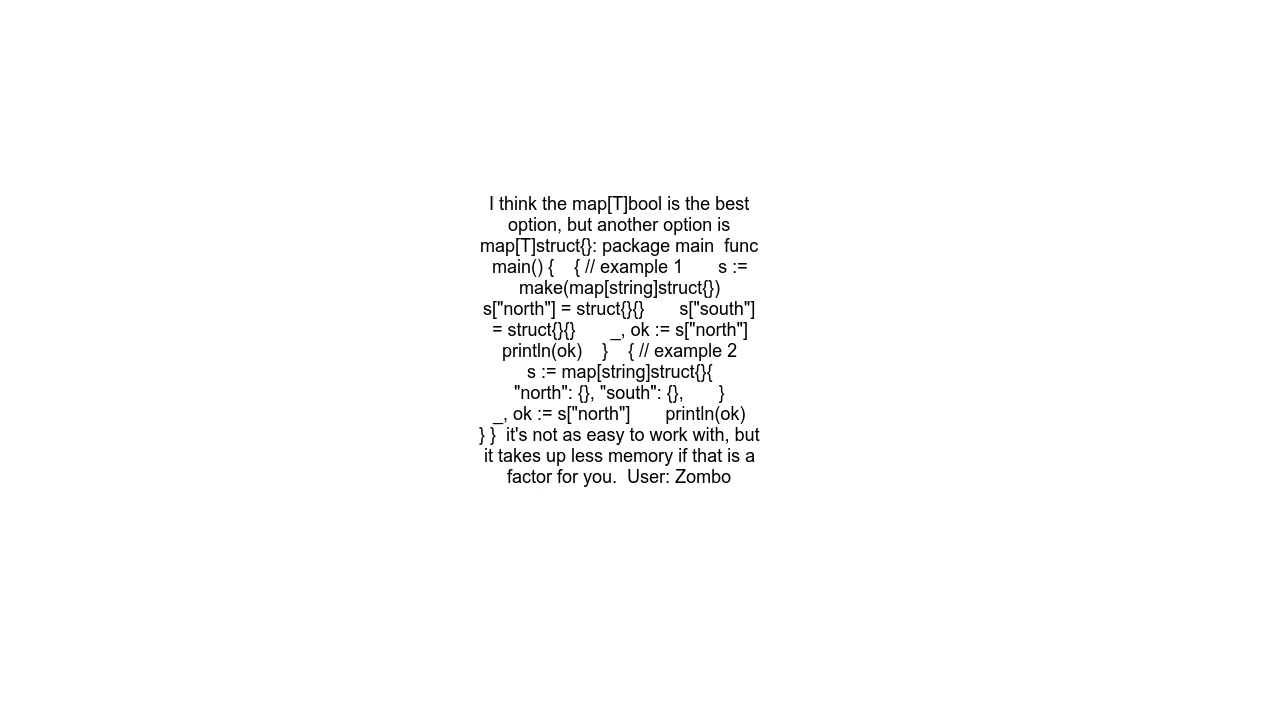 I think the map[T]bool is the best
option, but another option is
map[T]struct{}: package main  func
main() {    { // example 1       s :=
make(map[string]struct{})
s["north"] = struct{}{}       s["south"]
= struct{}{}       _, ok := s["north"]
println(ok)    }    { // example 2
s := map[string]struct{}{
"north": {}, "south": {},       }
_, ok := s["north"]       println(ok)
} }  it's not as easy to work with, but
it takes up less memory if that is a
factor for you.  User: Zombo